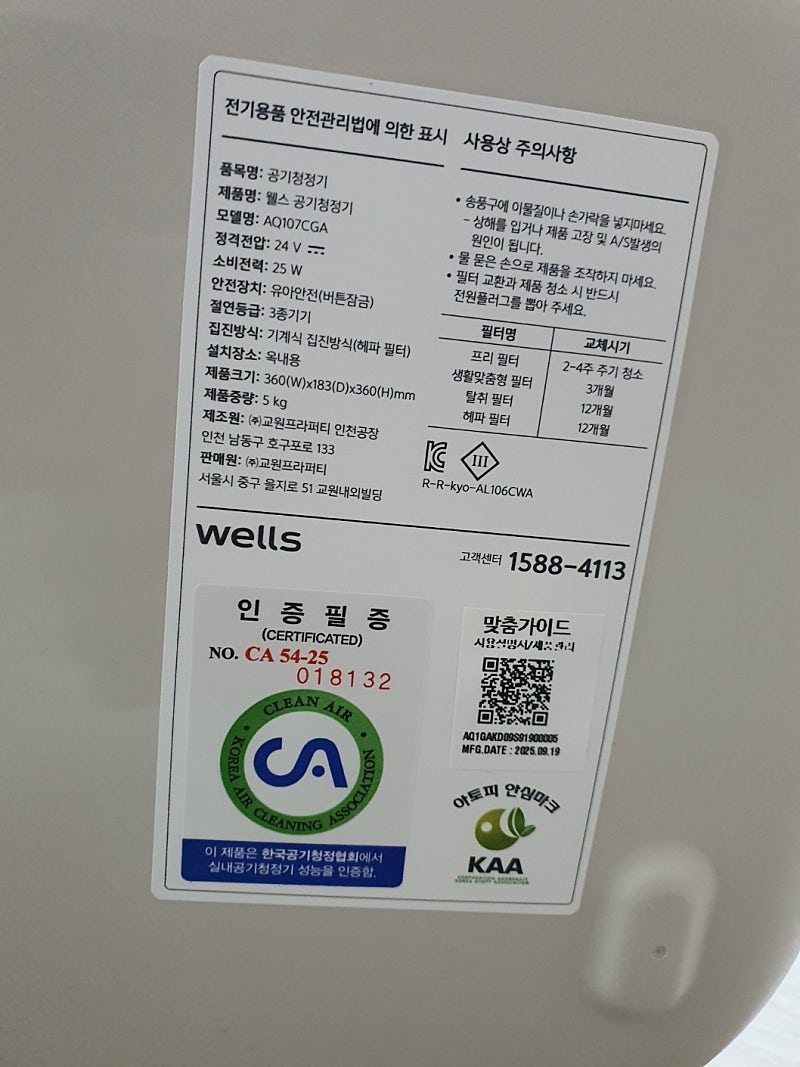 전기용품 안전관리법에 의한 표시
품목명: 공기청정기
제품명: 웰스 공기청정기
모델명: AQ107CGA
정격전압: 24 V
소비전력: 25 W
안전장치: 유아안전(버튼잠금)
절연등급: 3종기기
집진방식: 기계식 집진방식(헤파 필터)
설치장소: 옥내용
제품크기: 360(W)x183(D)x360(H)mm
제품중량: 5 kg
제조원: ㈜교원프라퍼티 인천공장
인천 남동구 호구포로 133
판매원: ㈜교원프라퍼티
서울시 중구 을지로 51 교원내외빌딩
사용상 주의사항
• 송풍구에 이물질이나 손가락을 넣지마세요.
– 상해를 입거나 제품 고장 및 A/S발생의
원인이 됩니다.
• 물 묻은 손으로 제품을 조작하지 마세요.
• 필터 교환과 제품 청소 시 반드시
전원플러그를 뽑아 주세요.
필터명 교체시기
프리 필터 2-4주 주기 청소
생활맞춤형 필터 3개월
탈취 필터 12개월
헤파 필터 12개월
III
R-R-kyo-AL106CWA
wells
고객센터 1588-4113
인 증 필 증
(CERTIFICATED)
NO. CA 54-25
018132
CLEAN AIR
CA
KOREA AIR CLEANING ASSOCIATION
이 제품은 한국공기청정협회에서
실내공기청정기 성능을 인증함.
맞춤가이드
사용설명서/제품관리
AQ1GAKD09S91900005
MFG.DATE : 2025.09.19
아토피 안심마크
KAA